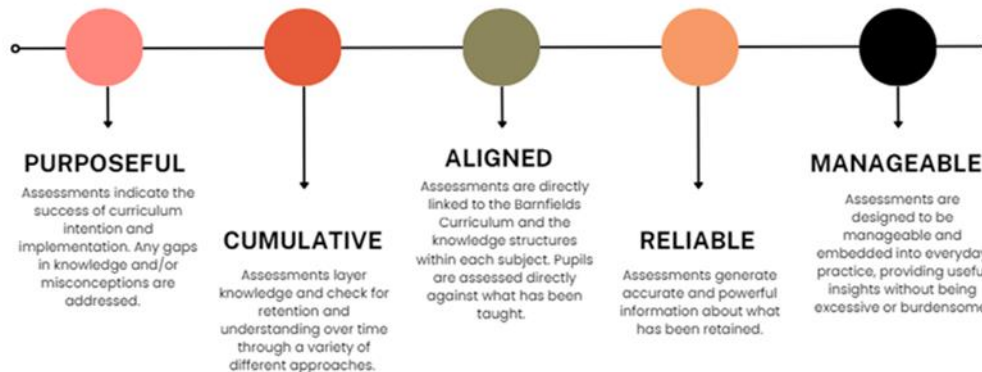 PURPOSEFUL
Assessments indicate the
success of curriculum
intention and
implementation. Any gaps
in knowledge and/or
misconceptions are
addressed.
CUMULATIVE
Assessments layer
knowledge and check for
retention and
understanding over time
through a variety of
different approaches.
ALIGNED
Assessments are directly
linked to the Barnfields
Curriculum and the
knowledge structures
within each subject. Pupils
are assessed directly
against what has been
taught.
RELIABLE
Assessments generate
accurate and powerful
information about what
has been retained.
MANAGEABLE
Assessments are
designed to be
manageable and
embedded into everyday
practice, providing useful
insights without being
excessive or burdensome